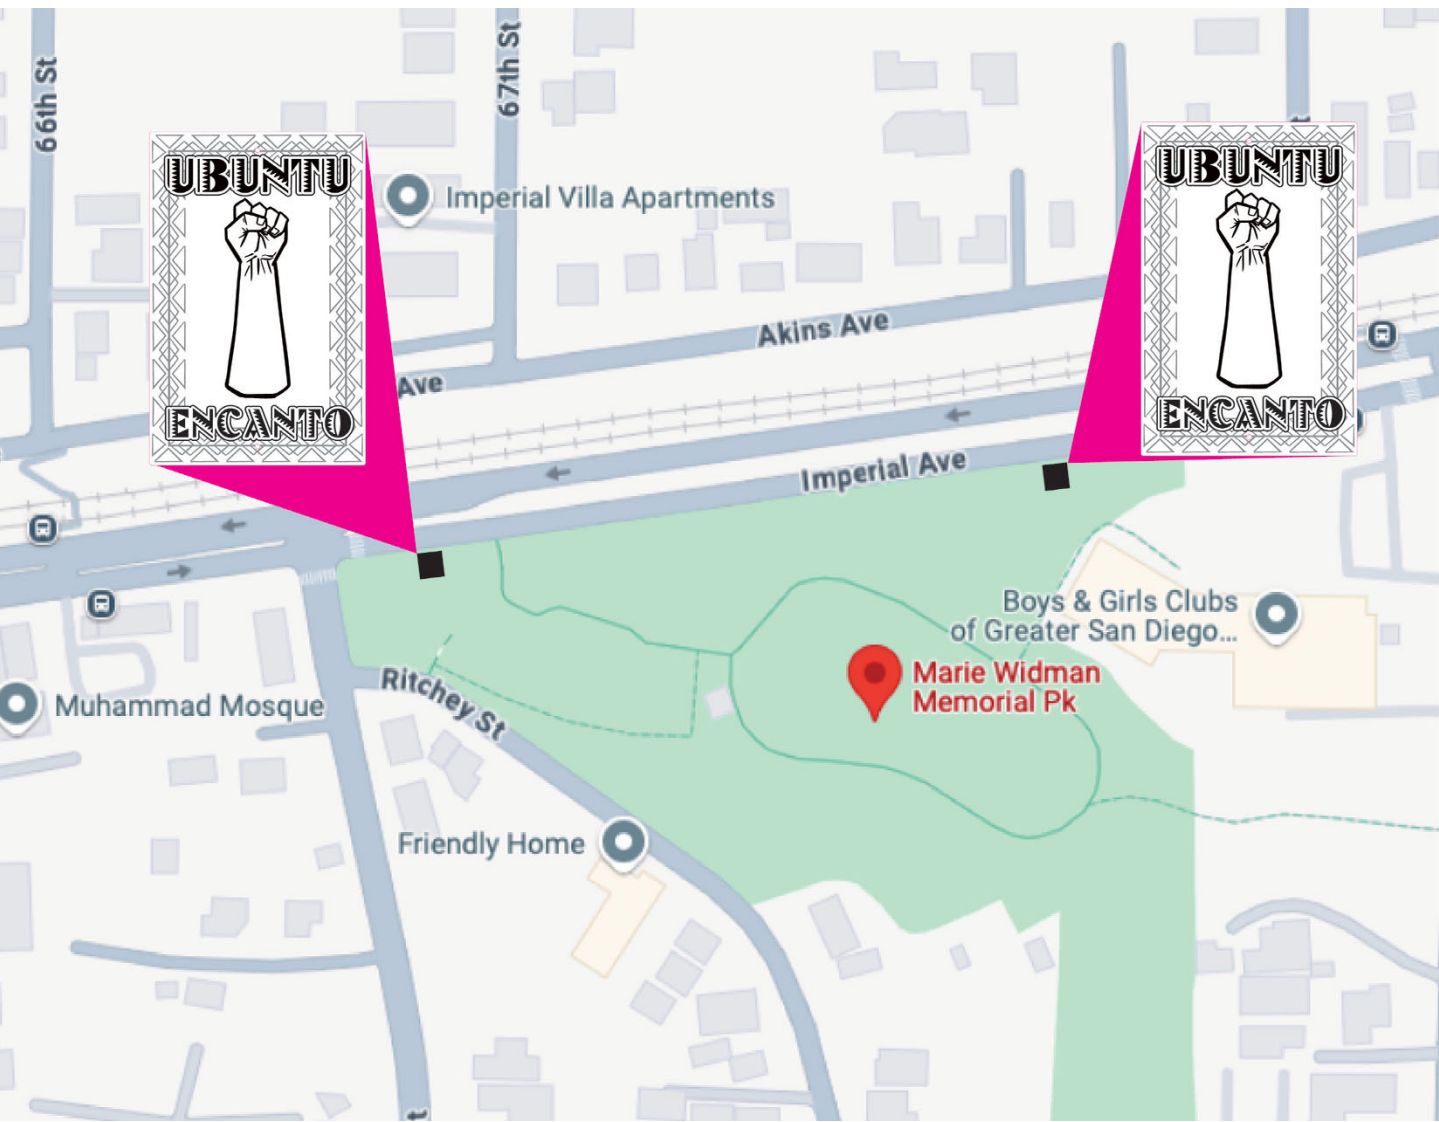 66th St
67th St
UBUNTU
ENCANTO
UBUNTU
ENCANTO
Imperial Villa Apartments
Akins Ave
Ave
Imperial Ave
Boys & Girls Clubs
of Greater San Diego...
Marie Widman
Memorial Pk
Ritchey St
Muhammad Mosque
Friendly Home